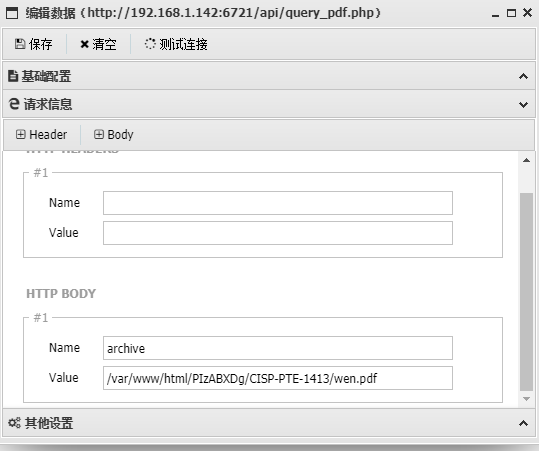 编辑数据（http://192.168.1.142:6721/api/query_pdf.php）
保存 清空 测试连接
基础配置
请求信息
Header Body
HTTP HEADERS
#1
Name
Value
HTTP BODY
#1
Name archive
Value /var/www/html/PIzABXDg/CISP-PTE-1413/wen.pdf
其他设置